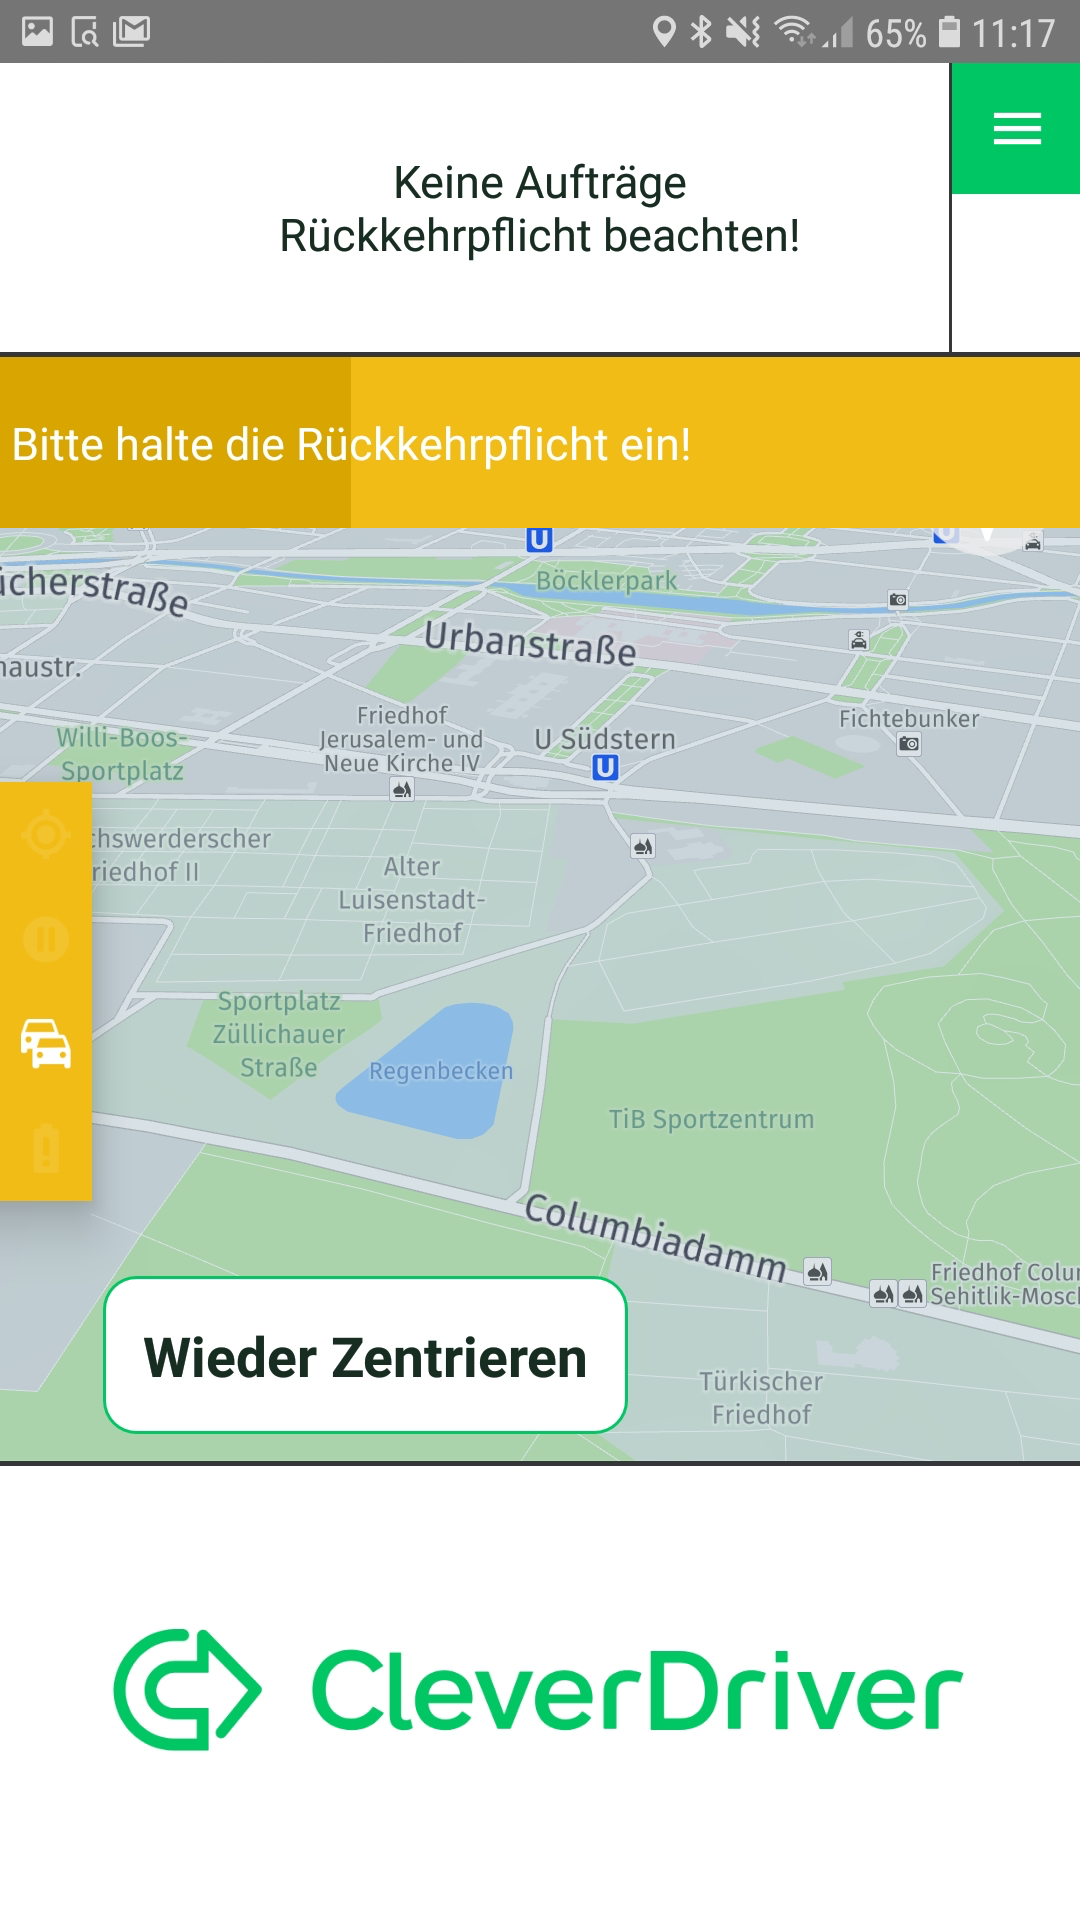 65% 11:17
Keine Aufträge
Rückkehrpflicht beachten!
Bitte halte die Rückkehrpflicht ein!
U
Böcklerpark
icherstraße
Urbanstraße
naustr.
Friedhof
Jerusalem- und
Neue Kirche IV
U Südstern
U
Fichtebunker
Willi-Boos-
Sportplatz
chswerderscher
riedhof II
Alter
Luisenstadt-
Friedhof
Sportplatz
Züllichauer
Straße
Regenbecken
TiB Sportzentrum
Columbiadamm
Friedhof Colu
Sehitlik-Mosc
Wieder Zentrieren
Türkischer
Friedhof
CleverDriver